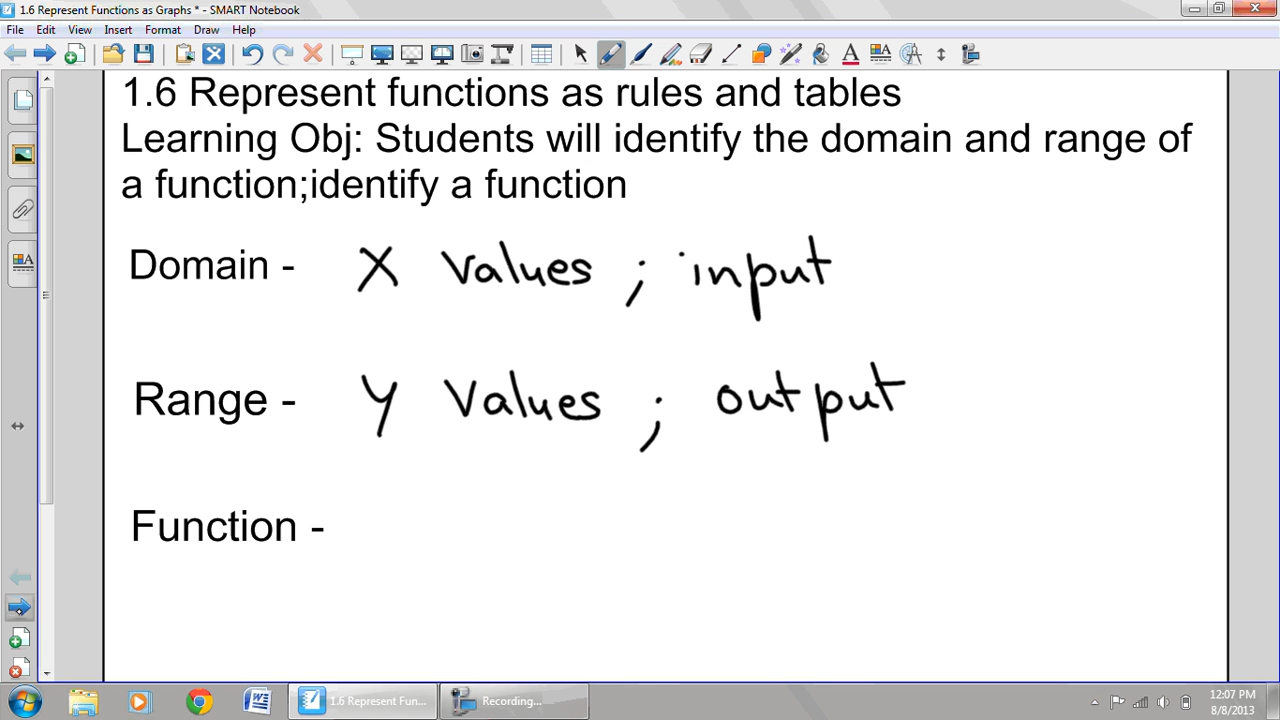 1.6 Represent Functions as Graphs * - SMART Notebook
File Edit View Insert Format Draw Help
1.6 Represent functions as rules and tables
Learning Obj: Students will identify the domain and range of
a function;identify a function
Domain - X Values ; input
Range - Y Values ; output
Function -
1.6 Represent Fun... Recording...
12:07 PM
8/8/2013